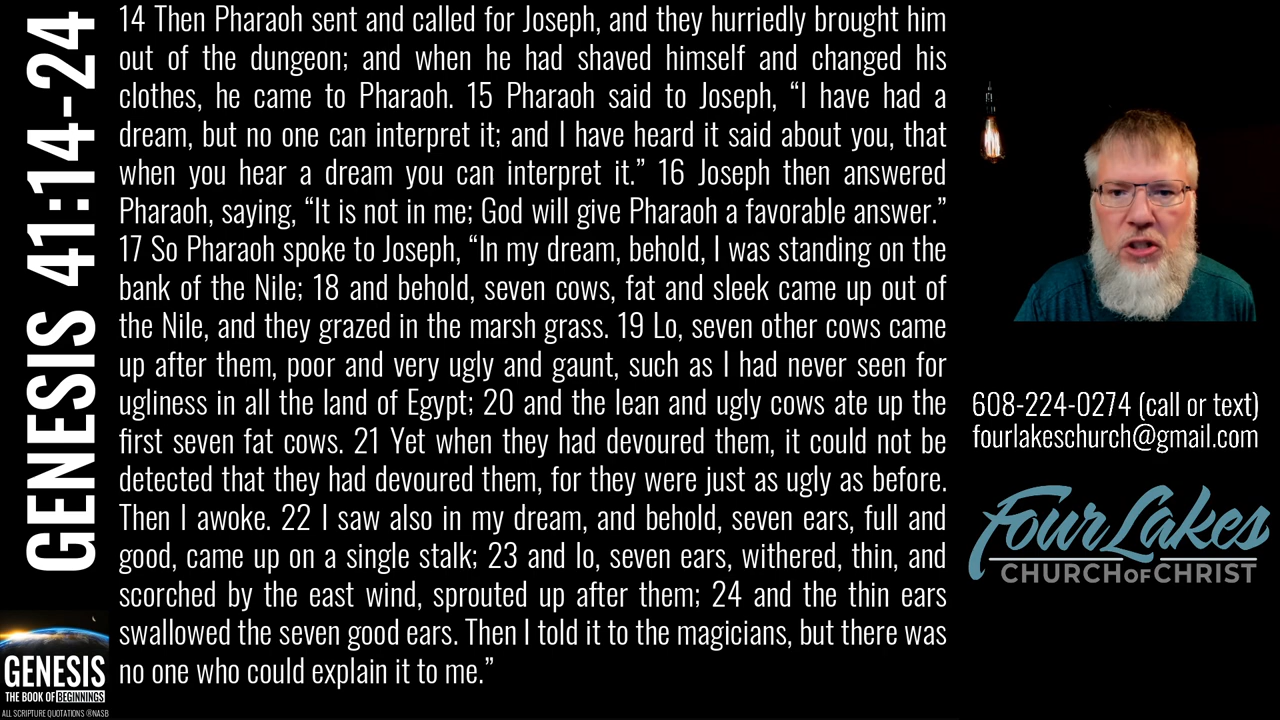 GENESIS 41:14-24
14 Then Pharaoh sent and called for Joseph, and they hurriedly brought him
out of the dungeon; and when he had shaved himself and changed his
clothes, he came to Pharaoh. 15 Pharaoh said to Joseph, “I have had a
dream, but no one can interpret it; and I have heard it said about you, that
when you hear a dream you can interpret it.” 16 Joseph then answered
Pharaoh, saying, “It is not in me; God will give Pharaoh a favorable answer.”
17 So Pharaoh spoke to Joseph, “In my dream, behold, I was standing on the
bank of the Nile; 18 and behold, seven cows, fat and sleek came up out of
the Nile, and they grazed in the marsh grass. 19 Lo, seven other cows came
up after them, poor and very ugly and gaunt, such as I had never seen for
ugliness in all the land of Egypt; 20 and the lean and ugly cows ate up the
first seven fat cows. 21 Yet when they had devoured them, it could not be
detected that they had devoured them, for they were just as ugly as before.
Then I awoke. 22 I saw also in my dream, and behold, seven ears, full and
good, came up on a single stalk; 23 and lo, seven ears, withered, thin, and
scorched by the east wind, sprouted up after them; 24 and the thin ears
swallowed the seven good ears. Then I told it to the magicians, but there was
no one who could explain it to me.”
608-224-0274 (call or text)
fourlakeschurch@gmail.com
Four Lakes
CHURCH OF CHRIST
GENESIS
THE BOOK OF BEGINNINGS
ALL SCRIPTURE QUOTATIONS ®NASB